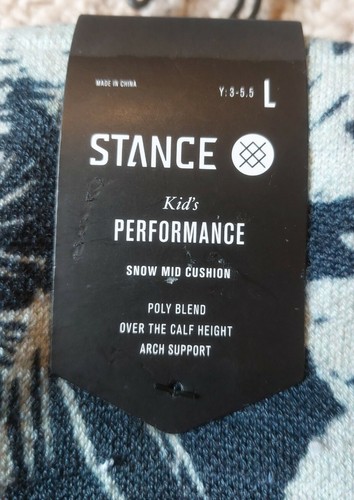 MADE IN CHINA
Y: 3-5.5 L
STANCE
Kid's
PERFORMANCE
SNOW MID CUSHION
POLY BLEND
OVER THE CALF HEIGHT
ARCH SUPPORT